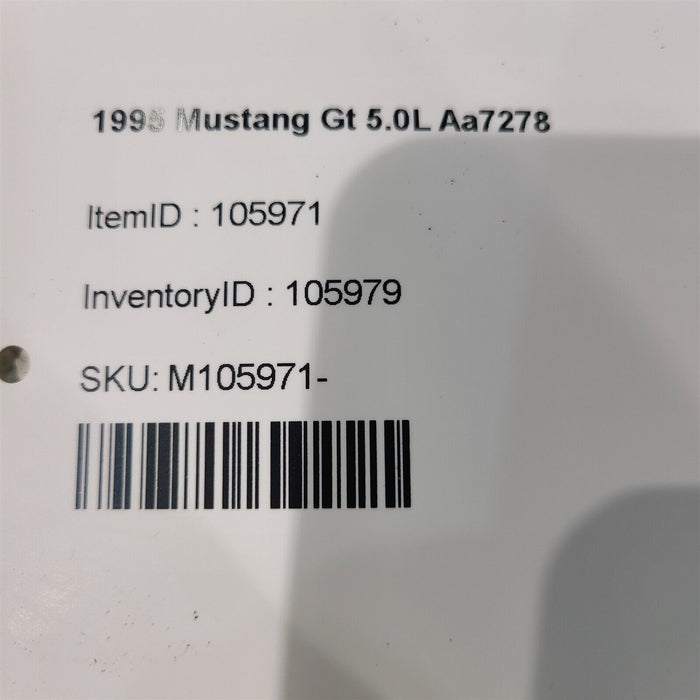 1995 Mustang Gt 5.0L Aa7278
ItemID : 105971
InventoryID : 105979
SKU: M105971-